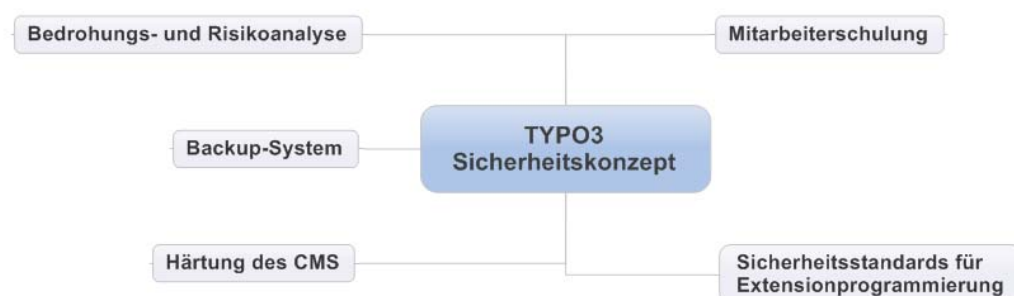 Bedrohungs- und Risikoanalyse
Mitarbeiterschulung
TYPO3
Sicherheitskonzept
Backup-System
Härtung des CMS
Sicherheitsstandards für
Extensionprogrammierung